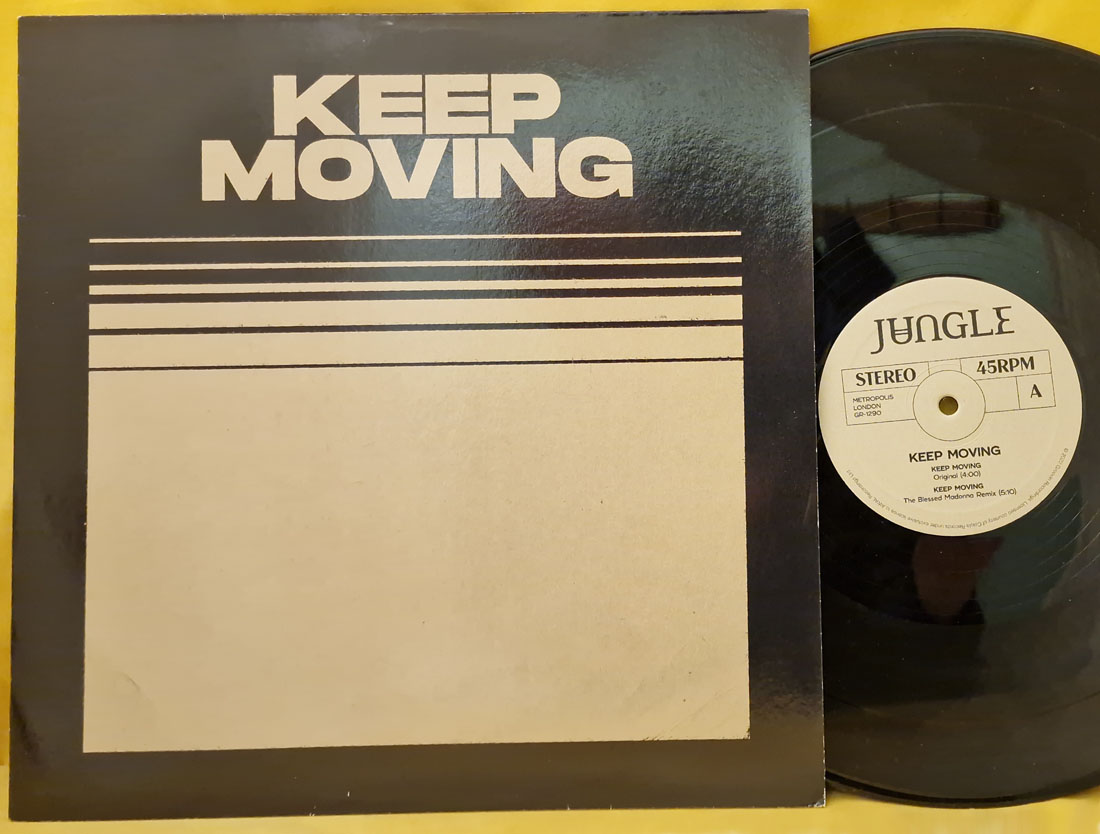 KEEP
MOVING
JUNGLE
STEREO
45RPM
METROPOLIS
LONDON
GR-1290
A
KEEP MOVING
KEEP MOVING
Original (4:00)
KEEP MOVING
The Blessed Madonna Remix (5:10)